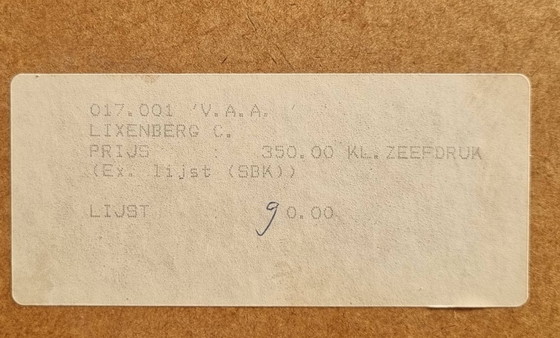 017.001 'V.A.A. '
LIXENBERG C.
PRIJS : 350.00 KL.ZEEFDRUK
(Ex. lijst (SBK))
LIJST : 90.00